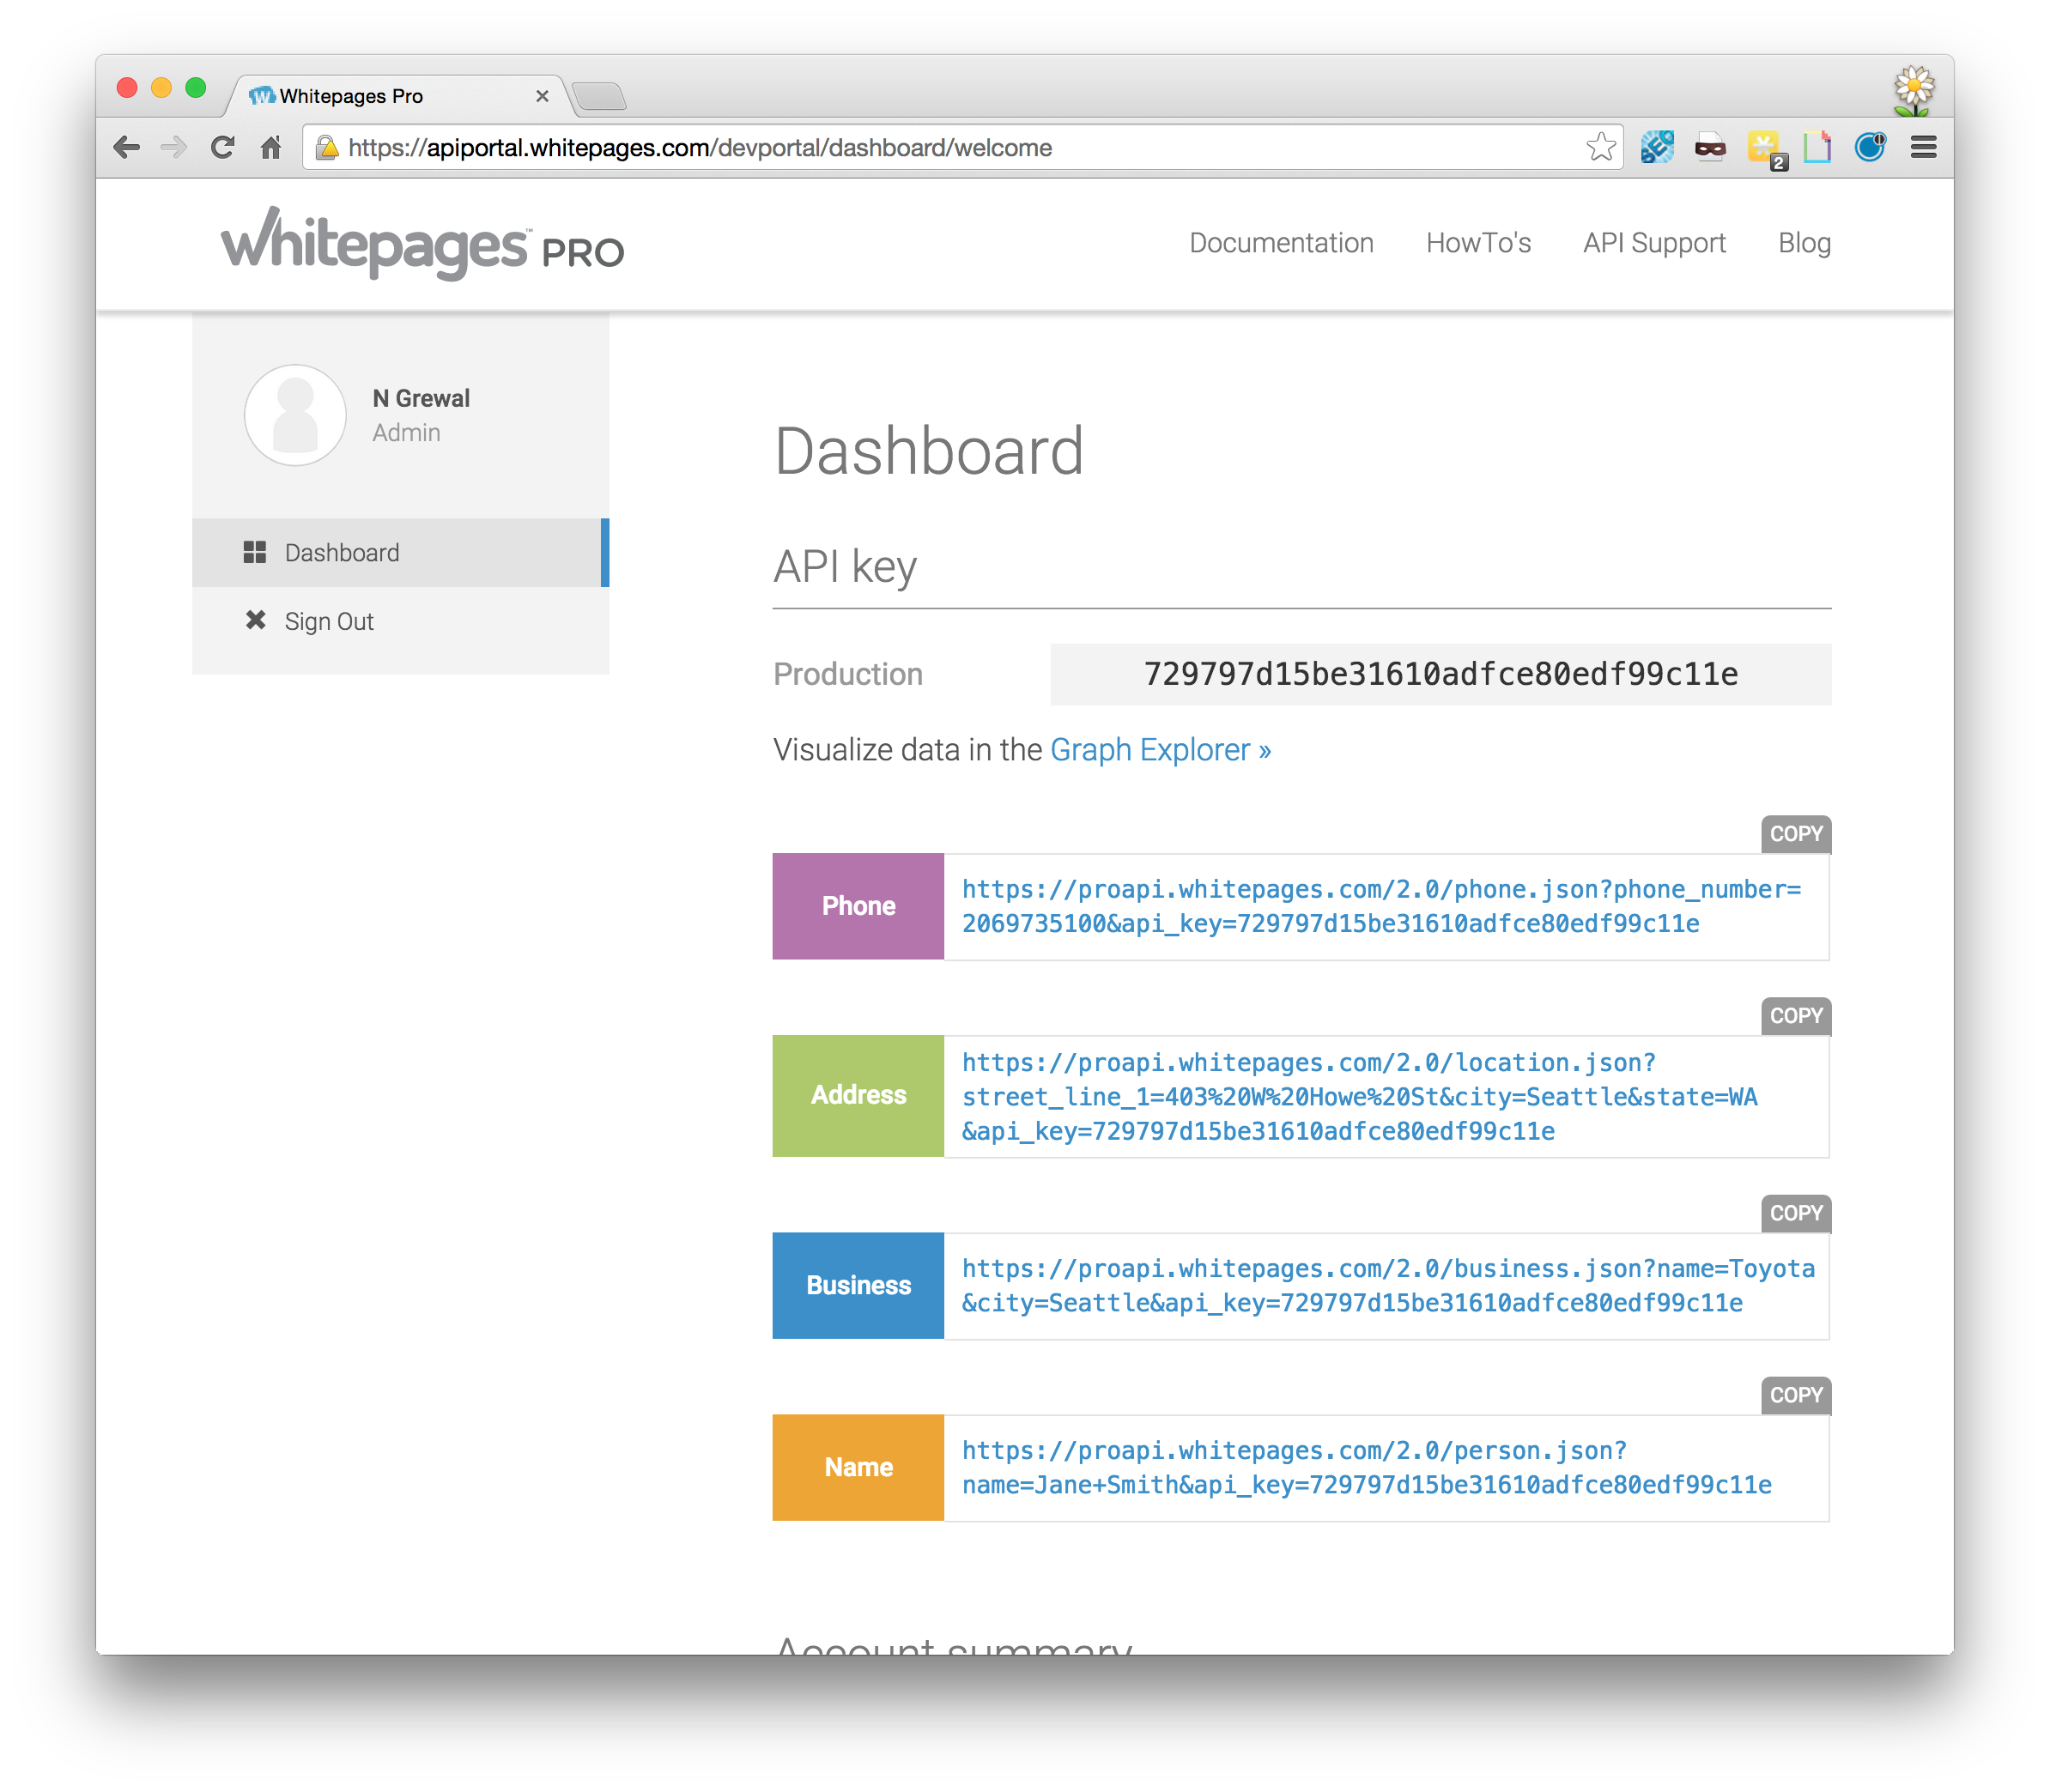 Whitepages Pro
https://apiportal.whitepages.com/devportal/dashboard/welcome
2
whitepages™ PRO
Documentation HowTo's API Support Blog
N Grewal
Admin
Dashboard
Sign Out
Dashboard
API key
Production 729797d15be31610adfce80edf99c11e
Visualize data in the Graph Explorer »
COPY
Phone
https://proapi.whitepages.com/2.0/phone.json?phone_number=
2069735100&api_key=729797d15be31610adfce80edf99c11e
COPY
Address
https://proapi.whitepages.com/2.0/location.json?
street_line_1=403%20W%20Howe%20St&city=Seattle&state=WA
&api_key=729797d15be31610adfce80edf99c11e
COPY
Business
https://proapi.whitepages.com/2.0/business.json?name=Toyota
&city=Seattle&api_key=729797d15be31610adfce80edf99c11e
COPY
Name
https://proapi.whitepages.com/2.0/person.json?
name=Jane+Smith&api_key=729797d15be31610adfce80edf99c11e
Account summary